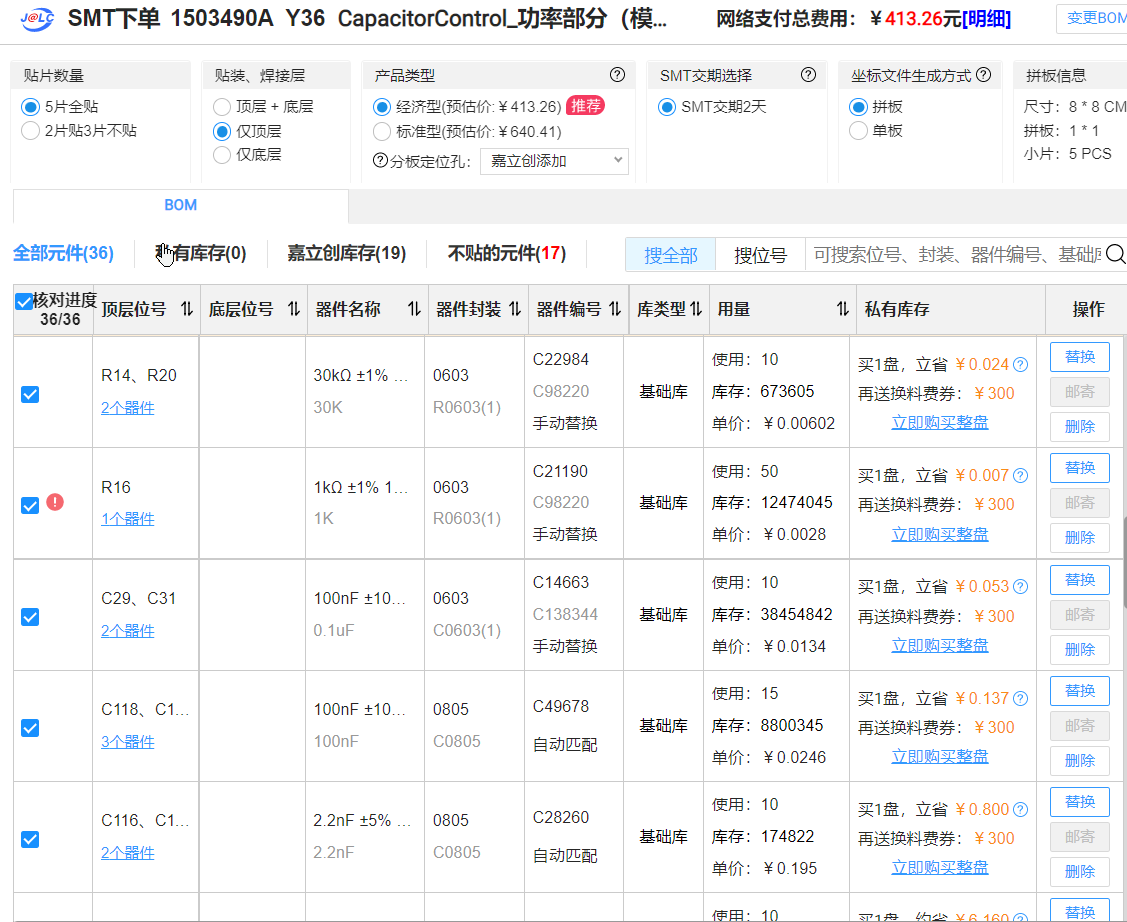 J@LC SMT下单 1503490A Y36 CapacitorControl_功率部分（模... 网络支付总费用：￥413.26元[明细] 变更BOM
贴片数量 贴装、焊接层 产品类型 SMT交期选择 坐标文件生成方式 拼板信息
5片全贴 顶层 + 底层 经济型(预估价:￥413.26) 推荐 SMT交期2天 拼板 尺寸：8 * 8 CM
2片贴3片不贴 仅顶层 标准型(预估价:￥640.41) 单板 拼板：1 * 1
仅底层 分板定位孔： 嘉立创添加 小片：5 PCS
BOM
全部元件(36) 有库存(0) 嘉立创库存(19) 不贴的元件(17) 搜全部 搜位号 可搜索位号、封装、器件编号、基础
核对进度 顶层位号 底层位号 器件名称 器件封装 器件编号 库类型 用量 私有库存 操作
36/36
R14、R20 30kΩ ±1% ... 0603 C22984 基础库 使用：10 买1盘，立省 ￥0.024 替换
2个器件 30K R0603(1) C98220 库存：673605 再送换料费券：￥300 邮寄
手动替换 单价：￥0.00602 立即购买整盘 删除
R16 1kΩ ±1% 1... 0603 C21190 基础库 使用：50 买1盘，立省 ￥0.007 替换
1个器件 1K R0603(1) C98220 库存：12474045 再送换料费券：￥300 邮寄
手动替换 单价：￥0.0028 立即购买整盘 删除
C29、C31 100nF ±10... 0603 C14663 基础库 使用：10 买1盘，立省 ￥0.053 替换
2个器件 0.1uF C0603(1) C138344 库存：38454842 再送换料费券：￥300 邮寄
手动替换 单价：￥0.0134 立即购买整盘 删除
C118、C1... 100nF ±10... 0805 C49678 基础库 使用：15 买1盘，立省 ￥0.137 替换
3个器件 100nF C0805 自动匹配 库存：8800345 再送换料费券：￥300 邮寄
单价：￥0.0246 立即购买整盘 删除
C116、C1... 2.2nF ±5% ... 0805 C28260 基础库 使用：10 买1盘，立省 ￥0.800 替换
2个器件 2.2nF C0805 自动匹配 库存：174822 再送换料费券：￥300 邮寄
单价：￥0.195 立即购买整盘 删除
使用：10 买1盘，约省 ￥6.160 替换